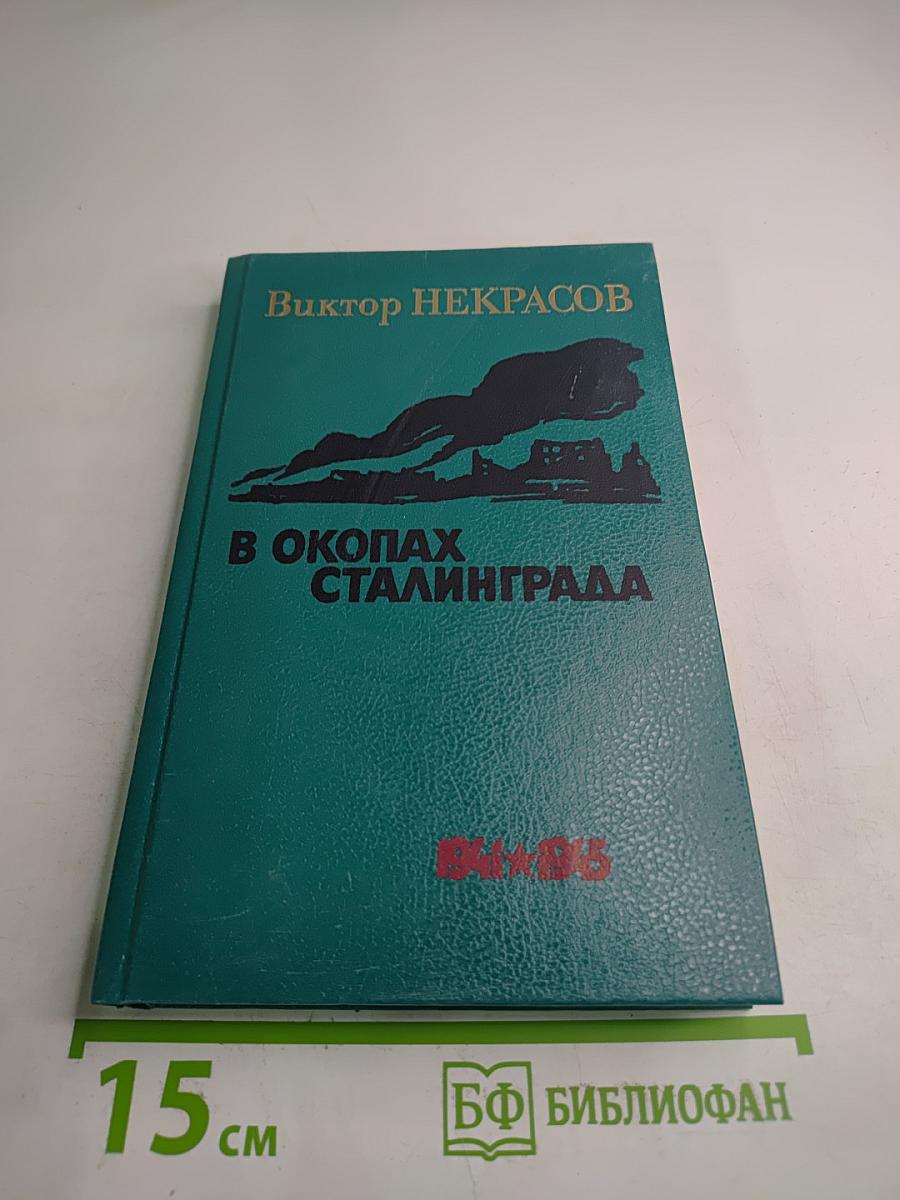 Виктор НЕКРАСОВ
В ОКОПАХ
СТАЛИНГРАДА
1941★1945
15 см
БФ БИБЛИОФАН